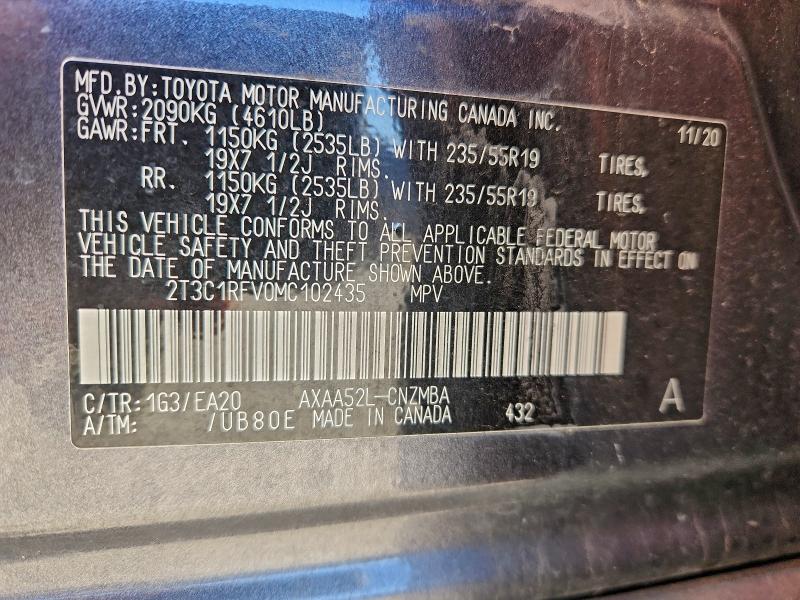 MFD.BY:TOYOTA MOTOR MANUFACTURING CANADA INC.
GVWR:2090KG (4610LB) 11/20
GAWR:FRT. 1150KG (2535LB) WITH 235/55R19 TIRES,
19X7 1/2J RIMS.
RR. 1150KG (2535LB) WITH 235/55R19 TIRES,
19X7 1/2J RIMS.
THIS VEHICLE CONFORMS TO ALL APPLICABLE FEDERAL MOTOR
VEHICLE SAFETY AND THEFT PREVENTION STANDARDS IN EFFECT ON
THE DATE OF MANUFACTURE SHOWN ABOVE.
2T3C1RFV0MC102435 MPV
C/TR:1G3/EA20 AXAA52L-CNZMBA
A/TM: /UB80E MADE IN CANADA 432 A